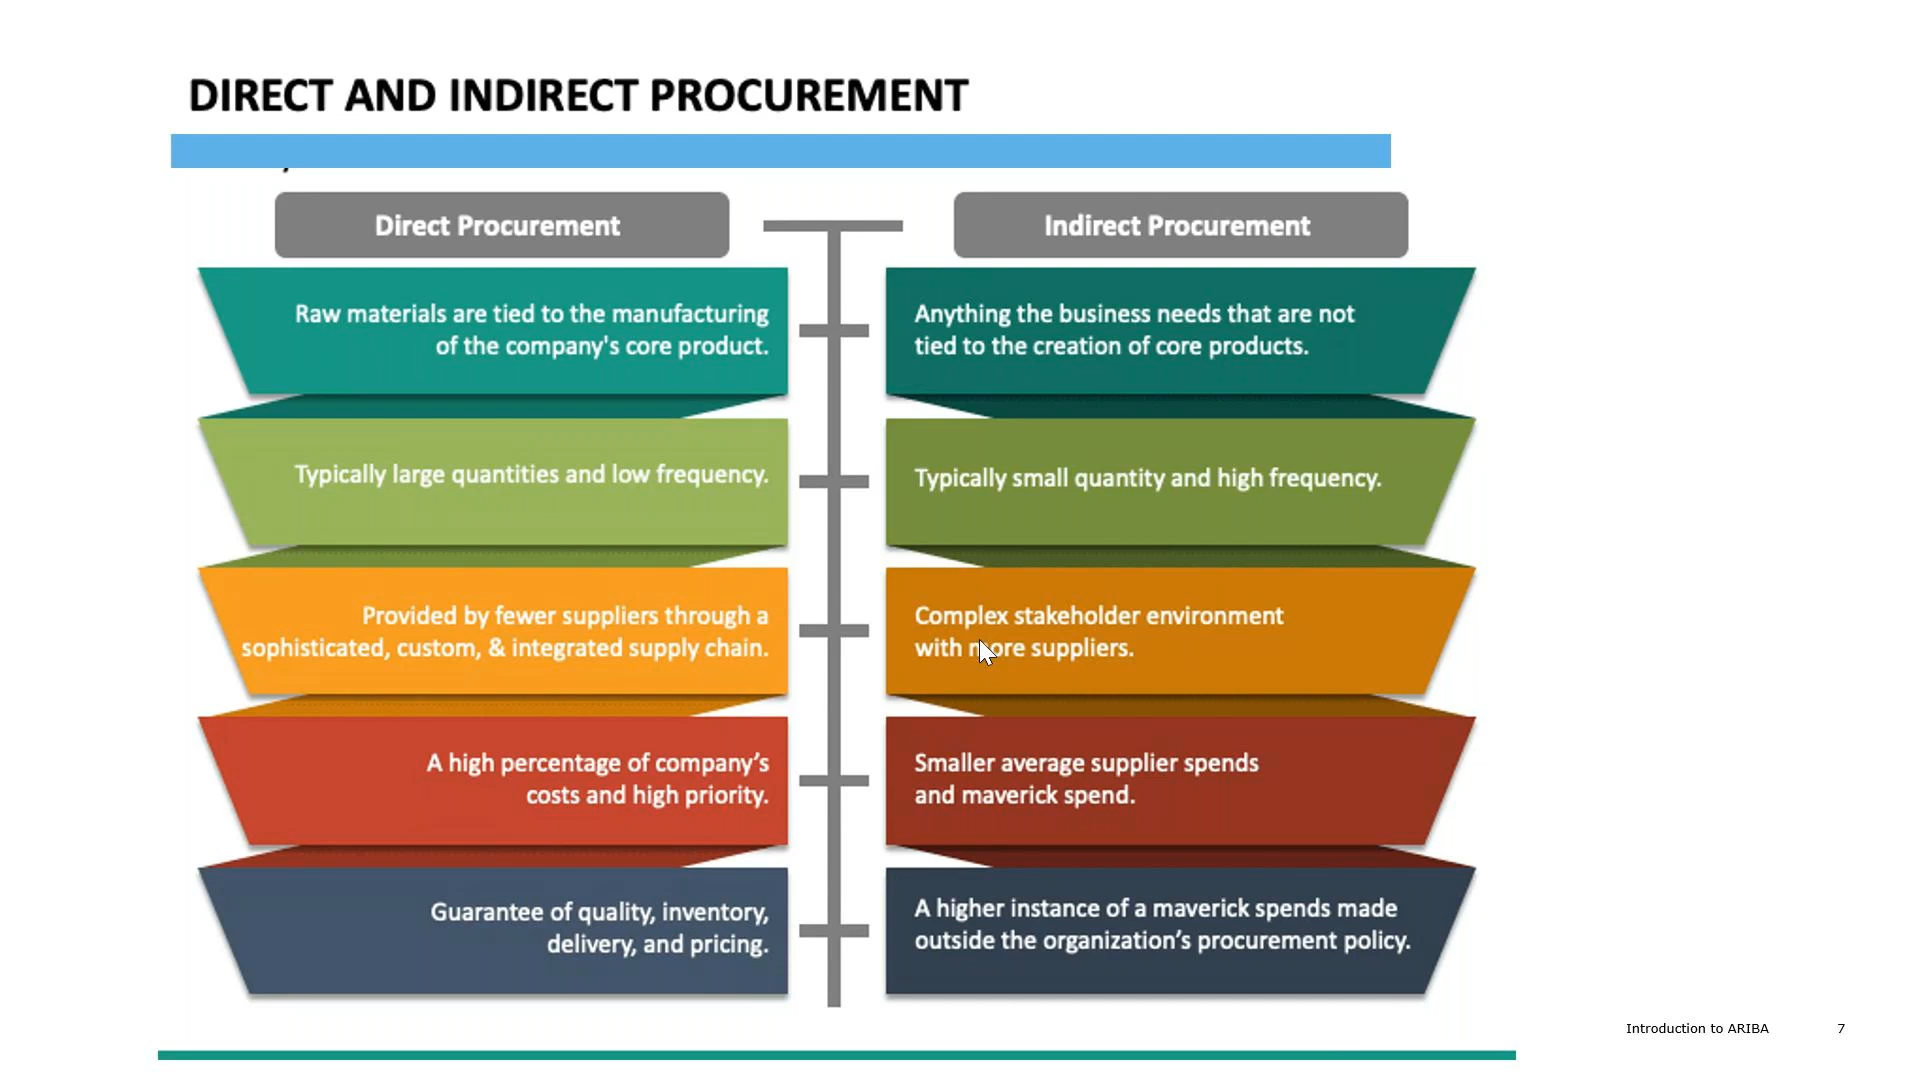 DIRECT AND INDIRECT PROCUREMENT
Direct Procurement
Indirect Procurement
Raw materials are tied to the manufacturing
of the company's core product.
Anything the business needs that are not
tied to the creation of core products.
Typically large quantities and low frequency.
Typically small quantity and high frequency.
Provided by fewer suppliers through a
sophisticated, custom, & integrated supply chain.
Complex stakeholder environment
with more suppliers.
A high percentage of company’s
costs and high priority.
Smaller average supplier spends
and maverick spend.
Guarantee of quality, inventory,
delivery, and pricing.
A higher instance of a maverick spends made
outside the organization’s procurement policy.
Introduction to ARIBA
7